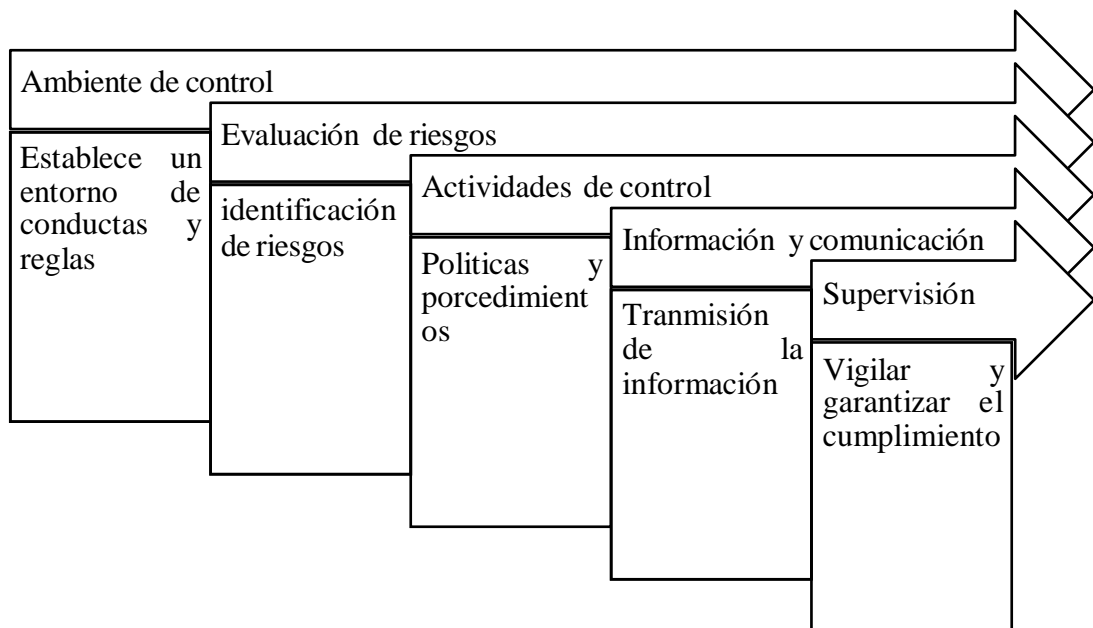 Ambiente de control
Establece un
entorno de
conductas y
reglas
Evaluación de riesgos
identificación
de riesgos
Actividades de control
Politicas y
porcedimient
os
Información y comunicación
Tranmisión
de la
información
Supervisión
Vigilar y
garantizar el
cumplimiento